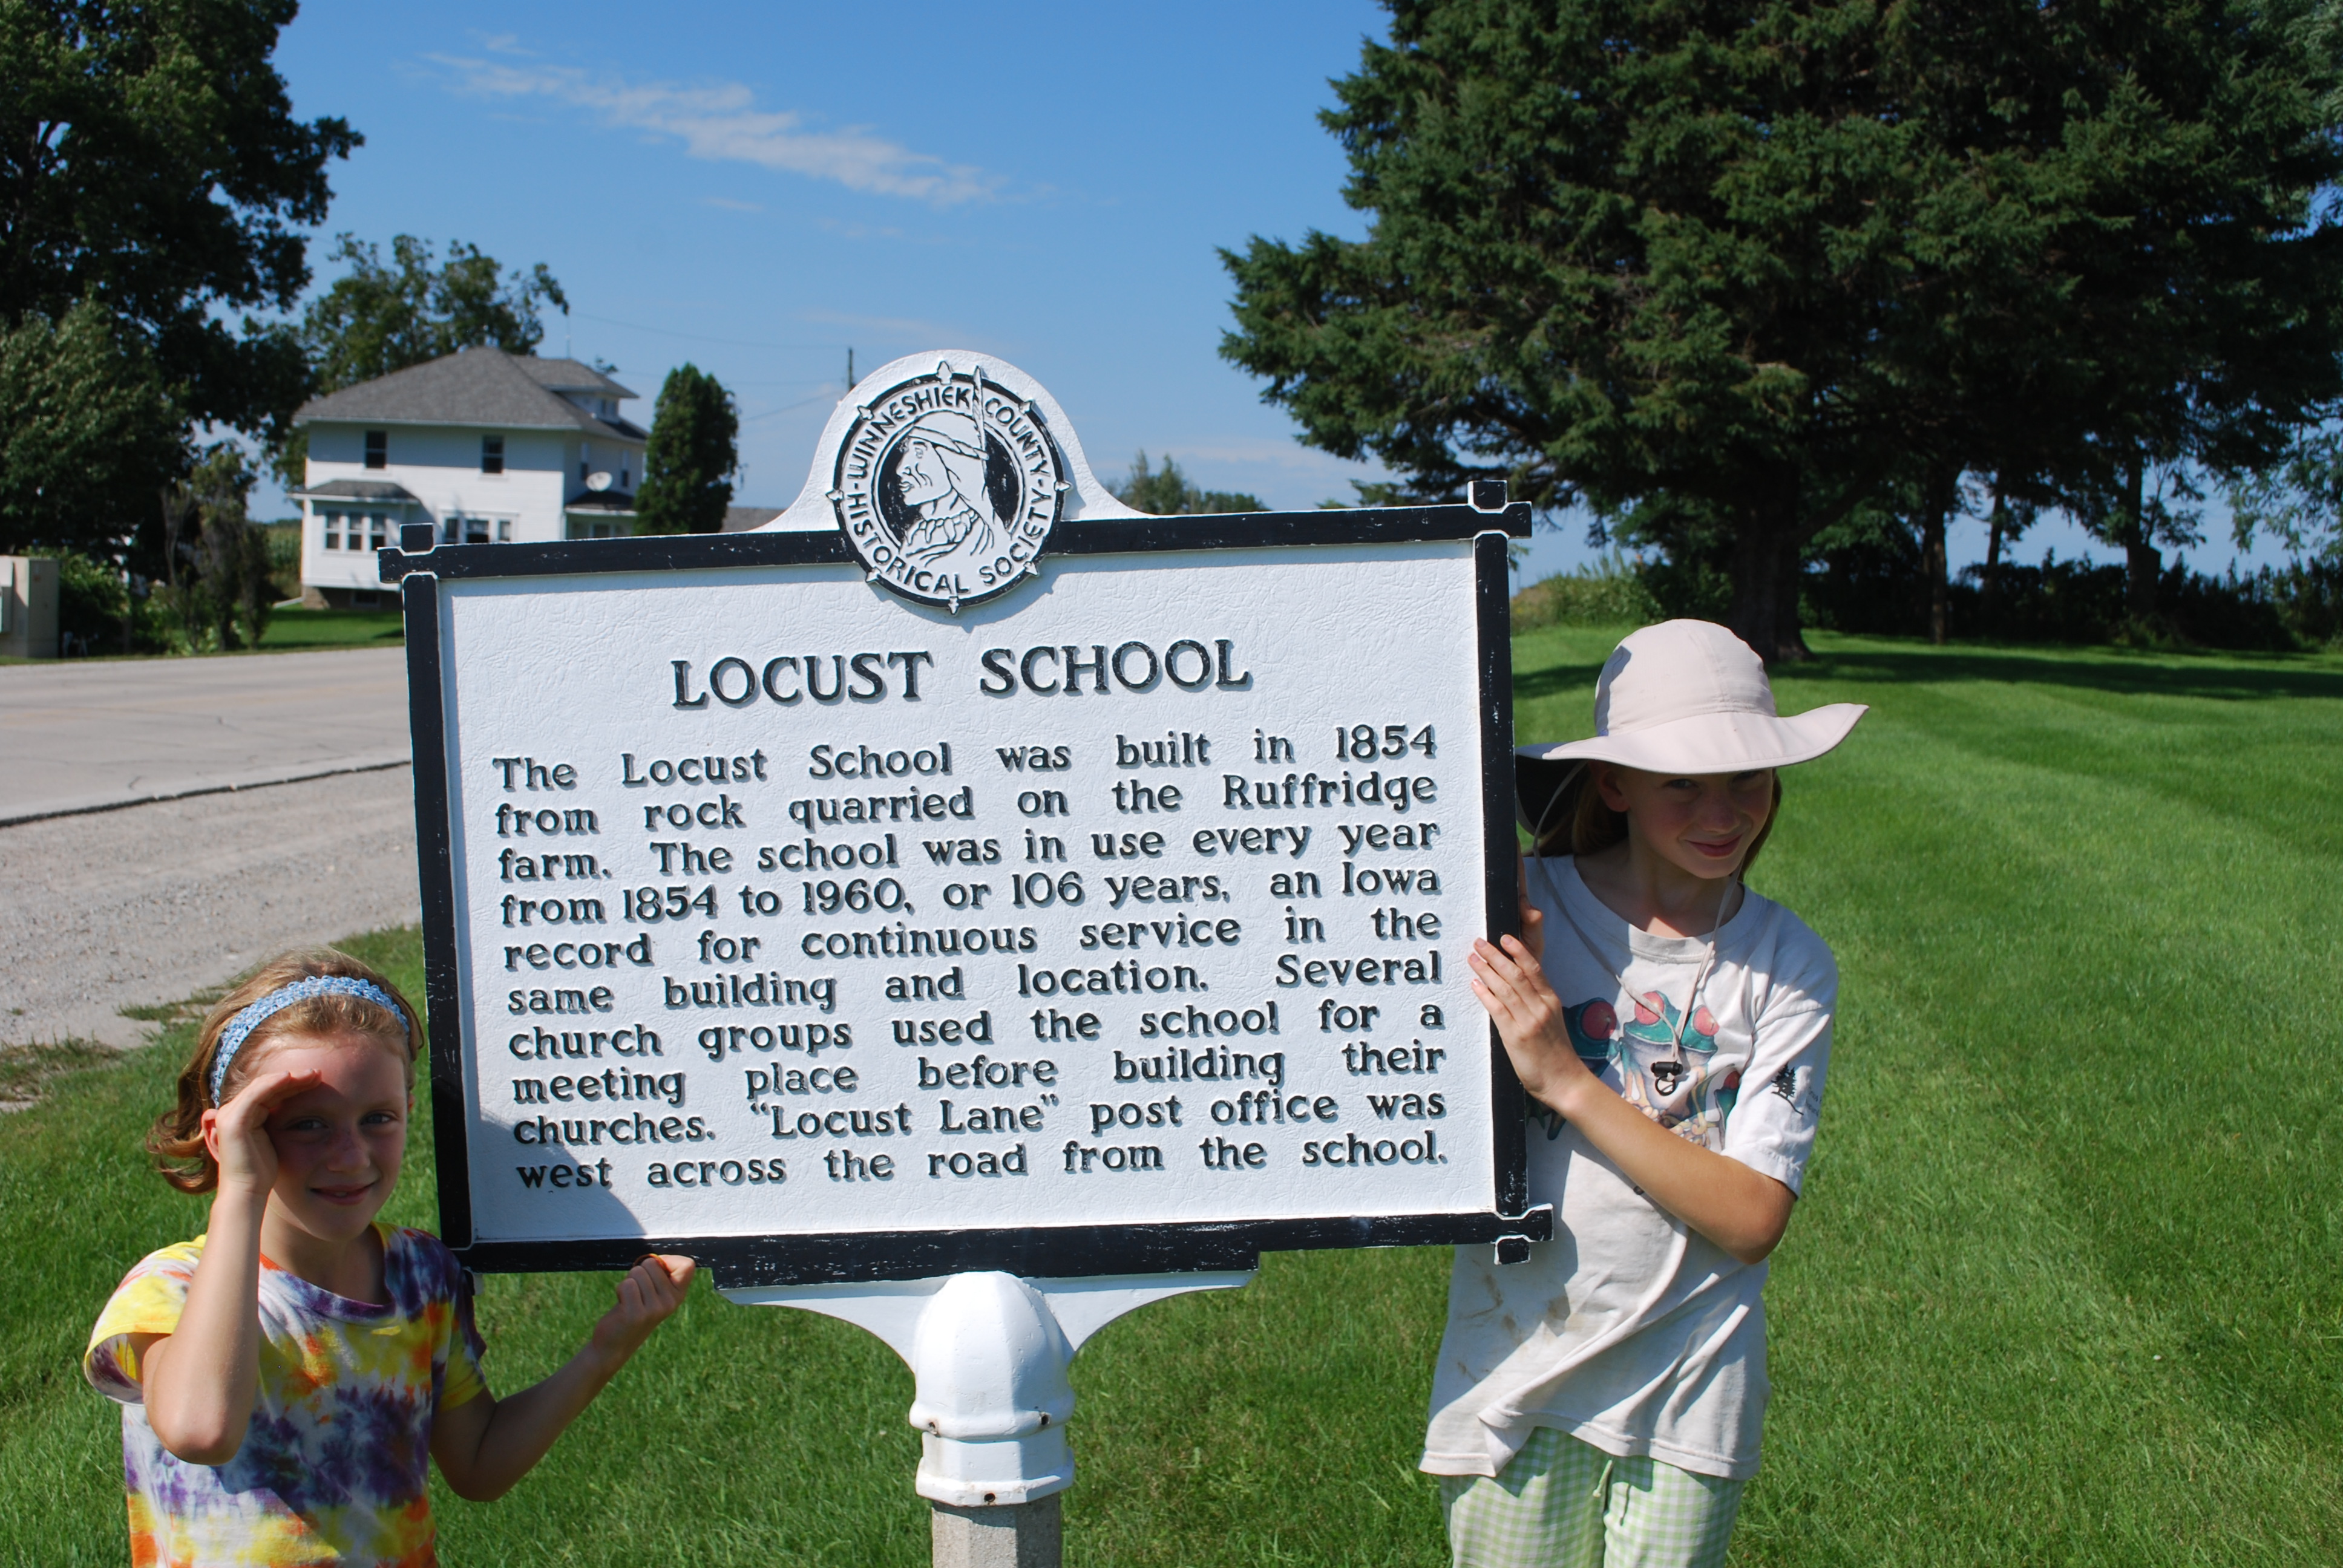 WINNESHIEK COUNTY
HISTORICAL SOCIETY
LOCUST SCHOOL
The Locust School was built in 1854
from rock quarried on the Ruffridge
farm. The school was in use every year
from 1854 to 1960, or 106 years, an Iowa
record for continuous service in the
same building and location. Several
church groups used the school for a
meeting place before building their
churches. “Locust Lane” post office was
west across the road from the school.